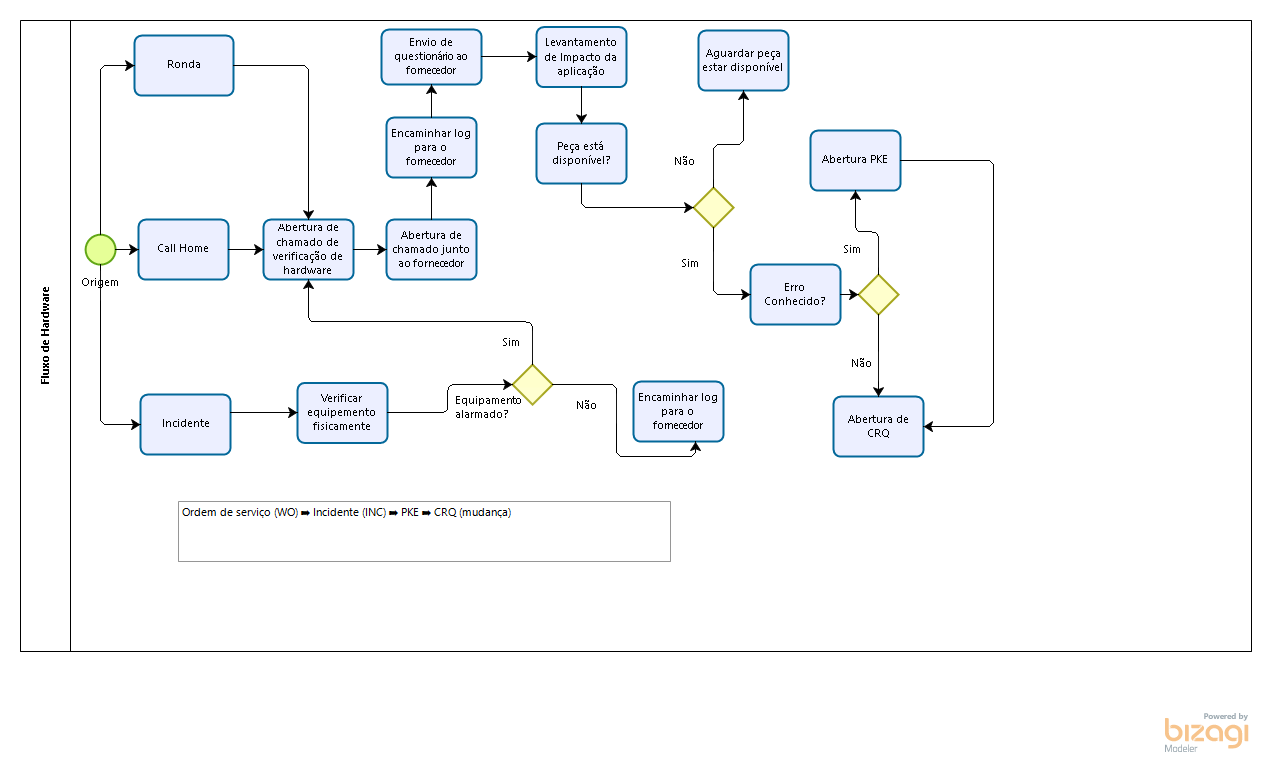 Fluxo de Hardware
Origem
Ronda
Call Home
Incidente
Abertura de
chamado de
verificação de
hardware
Abertura de
chamado junto
ao fornecedor
Encaminhar log
para o
fornecedor
Envio de
questionário ao
fornecedor
Levantamento
de Impacto da
aplicação
Peça está
disponível?
Não
Aguardar peça
estar disponível
Sim
Erro
Conhecido?
Sim
Abertura PKE
Não
Abertura de
CRQ
Verificar
equipemento
fisicamente
Equipamento
alarmado?
Sim
Não
Encaminhar log
para o
fornecedor
Ordem de serviço (WO) ➡ Incidente (INC) ➡ PKE ➡ CRQ (mudança)
Powered by
bizagi
Modeler